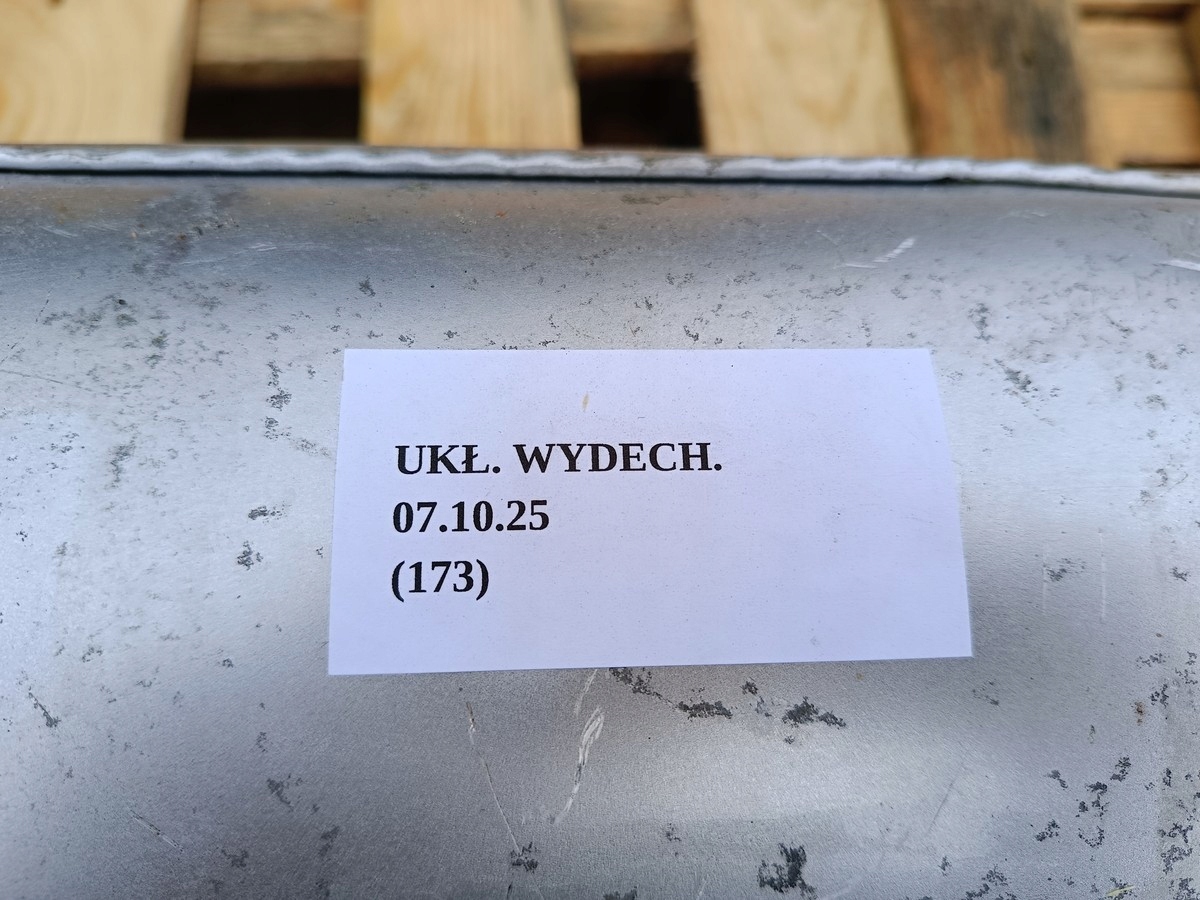 UKŁ. WYDECH.
07.10.25
(173)